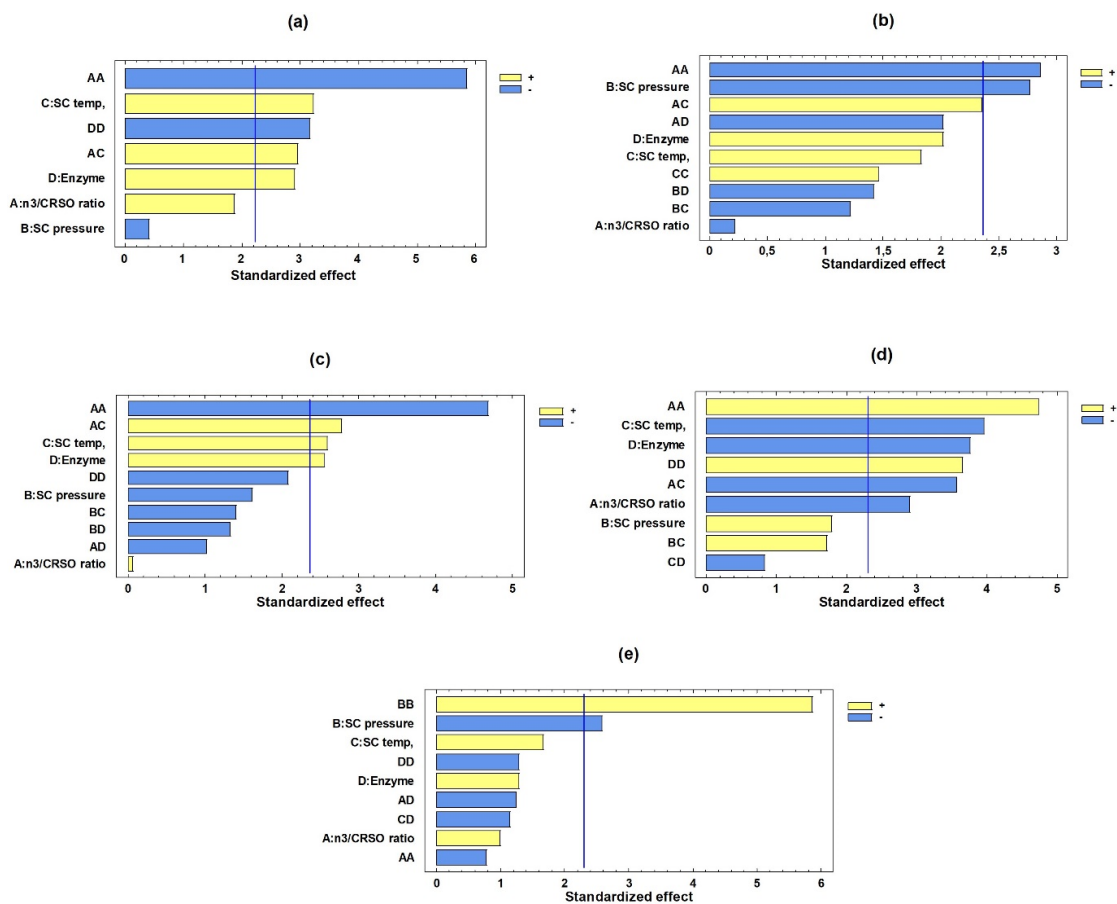 (a)
AA
C:SC temp,
DD
AC
D:Enzyme
A:n3/CRSO ratio
B:SC pressure
+
-
0 1 2 3 4 5 6
Standardized effect
(b)
AA
B:SC pressure
AC
AD
D:Enzyme
C:SC temp,
CC
BD
BC
A:n3/CRSO ratio
+
-
0 0,5 1 1,5 2 2,5 3
Standardized effect
(c)
AA
AC
C:SC temp,
D:Enzyme
DD
B:SC pressure
BC
BD
AD
A:n3/CRSO ratio
+
-
0 1 2 3 4 5
Standardized effect
(d)
AA
C:SC temp,
D:Enzyme
DD
AC
A:n3/CRSO ratio
B:SC pressure
BC
CD
+
-
0 1 2 3 4 5
Standardized effect
(e)
BB
B:SC pressure
C:SC temp,
DD
D:Enzyme
AD
CD
A:n3/CRSO ratio
AA
+
-
0 1 2 3 4 5 6
Standardized effect